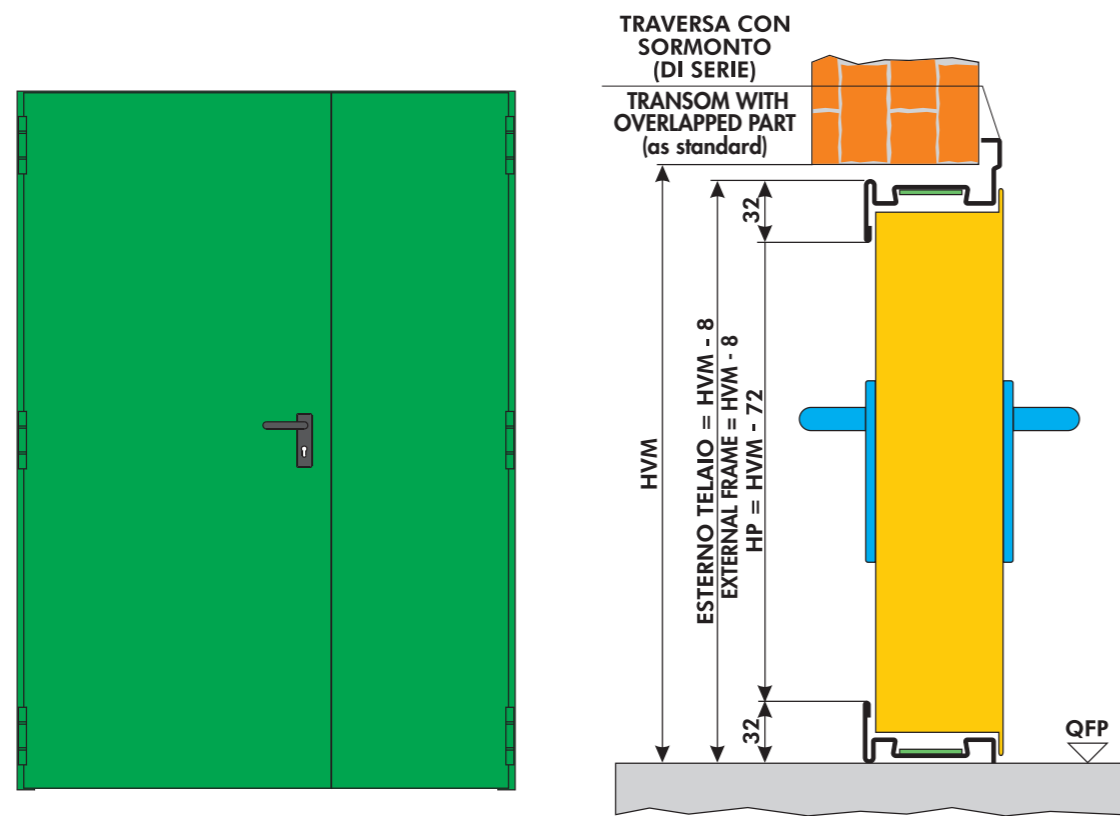 TRAVERSA CON
SORMONTO
(DI SERIE)
TRANSOM WITH
OVERLAPPED PART
(as standard)
32
HVM
ESTERNO TELAIO = HVM - 8
EXTERNAL FRAME = HVM - 8
HP = HVM - 72
32
QFP